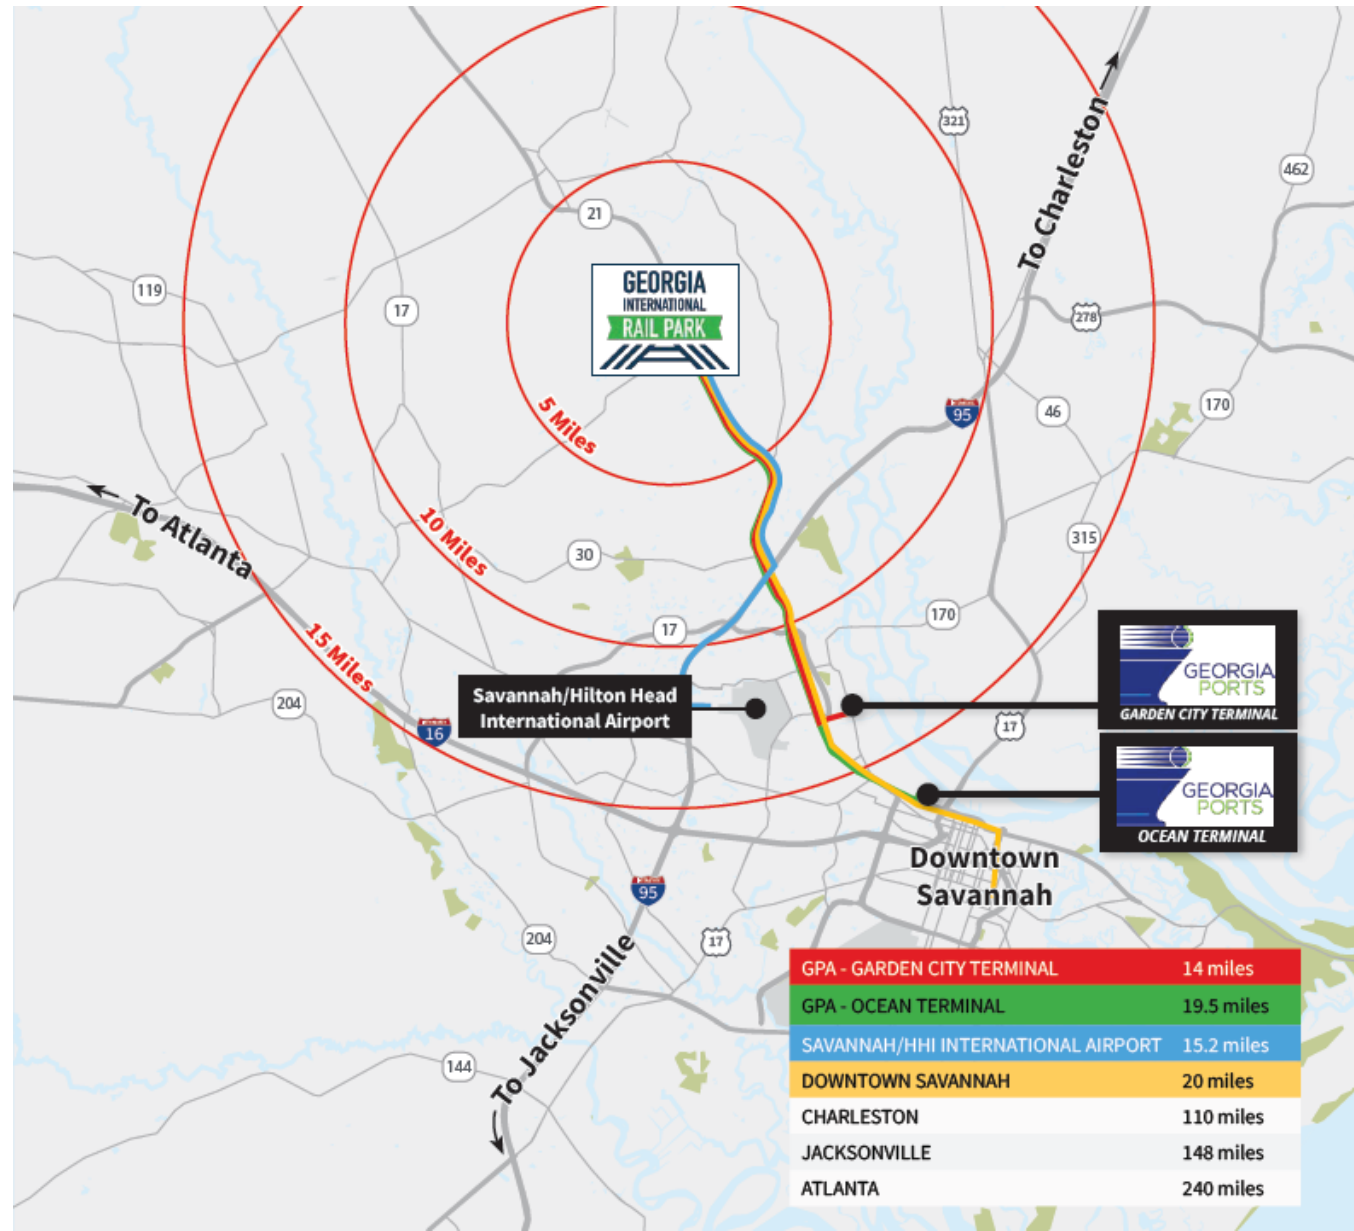 321
462
To Charleston
21
119
17
GEORGIA
INTERNATIONAL
RAIL PARK
278
5 Miles
95
46
170
To Atlanta
10 Miles
30
315
170
17
15 Miles
Savannah/Hilton Head
International Airport
204
16
17
GEORGIA
PORTS
GARDEN CITY TERMINAL
GEORGIA
PORTS
OCEAN TERMINAL
Downtown
Savannah
95
204
17
To Jacksonville
144
GPA - GARDEN CITY TERMINAL 14 miles
GPA - OCEAN TERMINAL 19.5 miles
SAVANNAH/HHI INTERNATIONAL AIRPORT 15.2 miles
DOWNTOWN SAVANNAH 20 miles
CHARLESTON 110 miles
JACKSONVILLE 148 miles
ATLANTA 240 miles